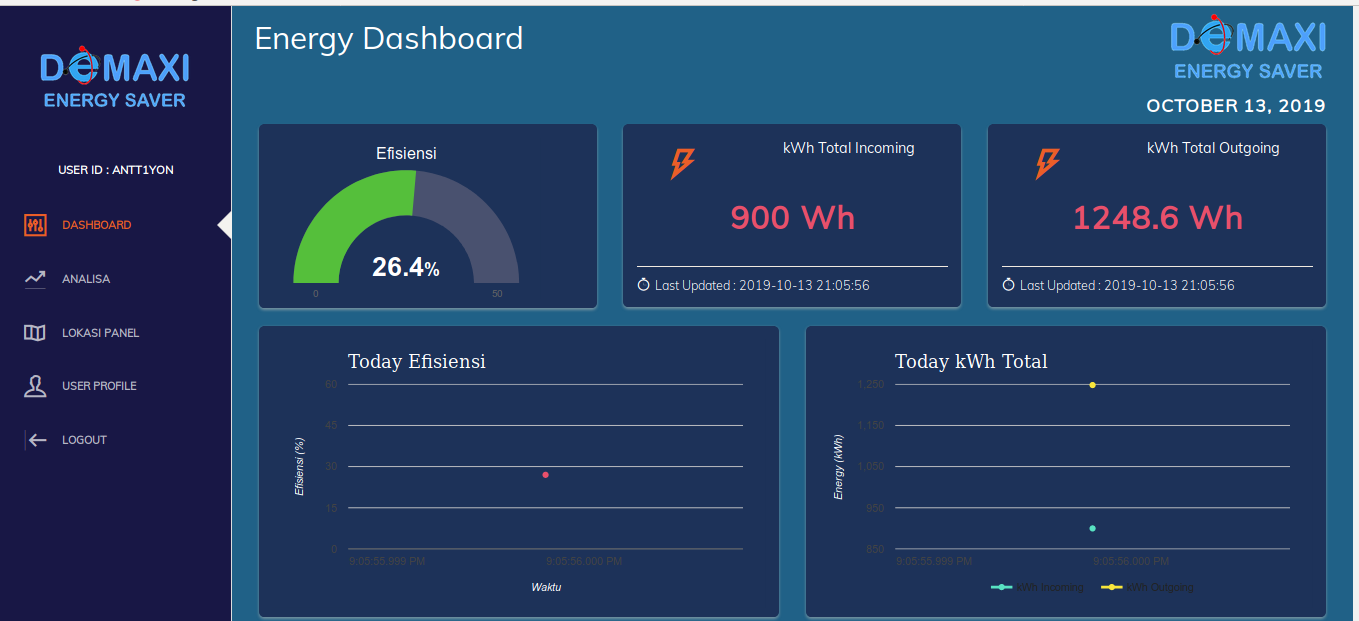 DOMAXI
ENERGY SAVER
USER ID : ANTT1YON
DASHBOARD
ANALISA
LOKASI PANEL
USER PROFILE
LOGOUT
Energy Dashboard
DOMAXI
ENERGY SAVER
OCTOBER 13, 2019
Efisiensi
26.4%
0
50
kWh Total Incoming
900 Wh
Last Updated : 2019-10-13 21:05:56
kWh Total Outgoing
1248.6 Wh
Last Updated : 2019-10-13 21:05:56
Today Efisiensi
60
45
30
15
0
Efisiensi (%)
9:05:55.999 PM
9:05:56.000 PM
Waktu
Today kWh Total
1,250
1,150
1,050
950
850
Energy (kWh)
9:05:55.999 PM
9:05:56.000 PM
kWh Incoming
kWh Outgoing